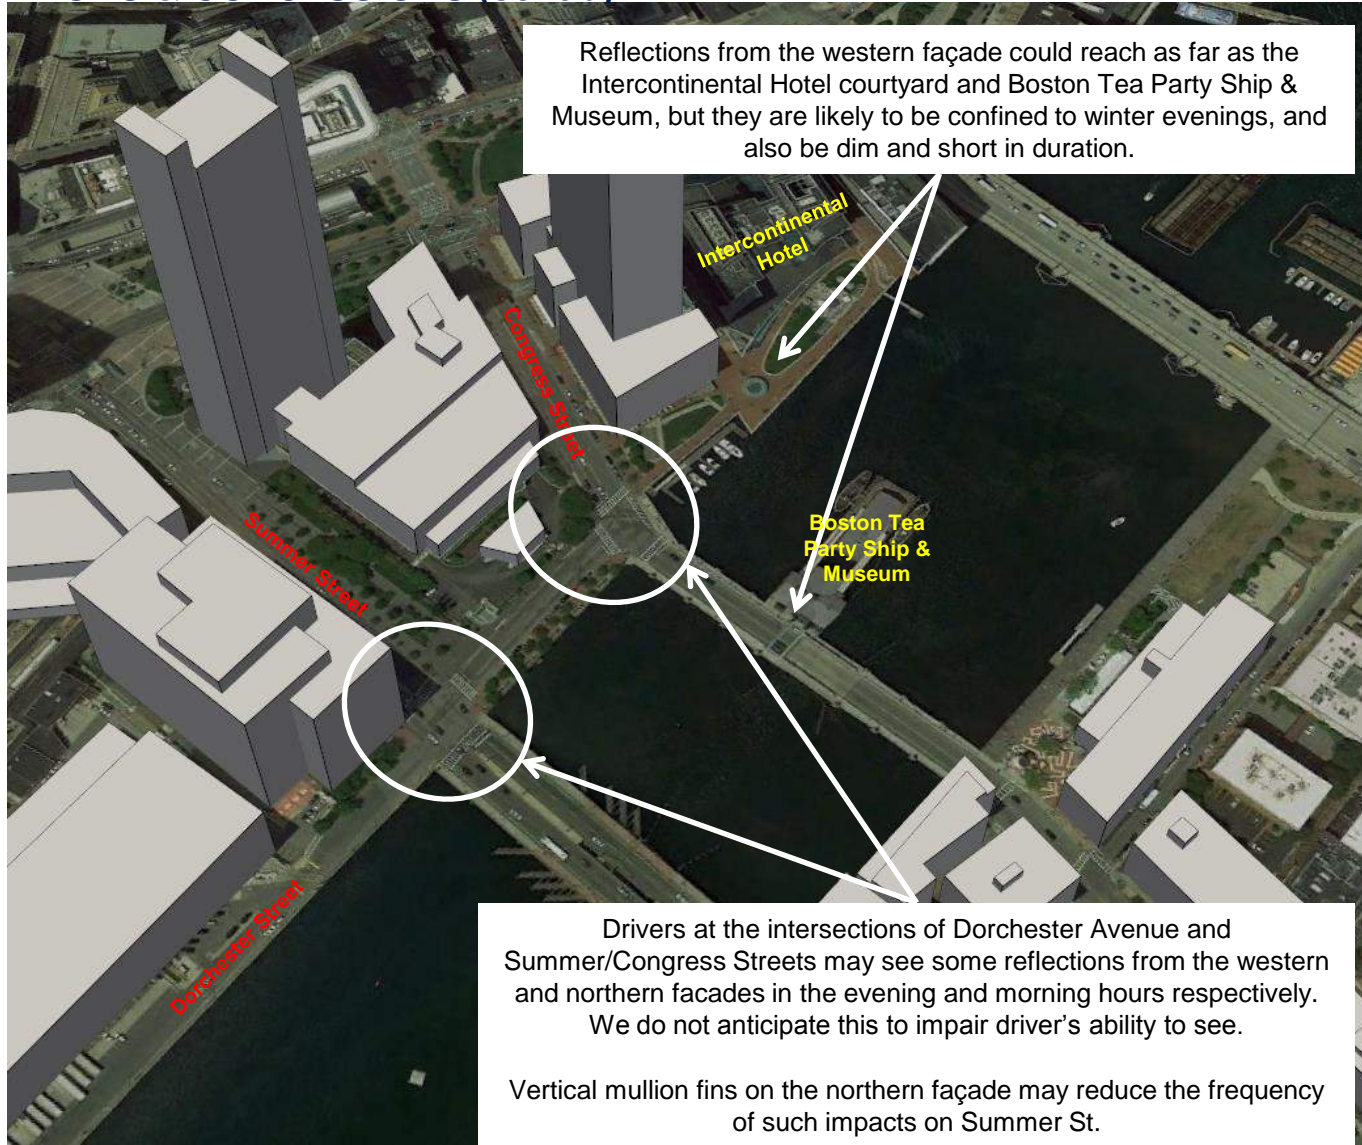 (cont'd)
Reflections from the western façade could reach as far as the
Intercontinental Hotel courtyard and Boston Tea Party Ship &
Museum, but they are likely to be confined to winter evenings, and
also be dim and short in duration.
Intercontinental
Hotel
Congress Street
Boston Tea
Party Ship &
Museum
Summer Street
Dorchester Street
Drivers at the intersections of Dorchester Avenue and
Summer/Congress Streets may see some reflections from the western
and northern facades in the evening and morning hours respectively.
We do not anticipate this to impair driver's ability to see.
Vertical mullion fins on the northern façade may reduce the frequency
of such impacts on Summer St.